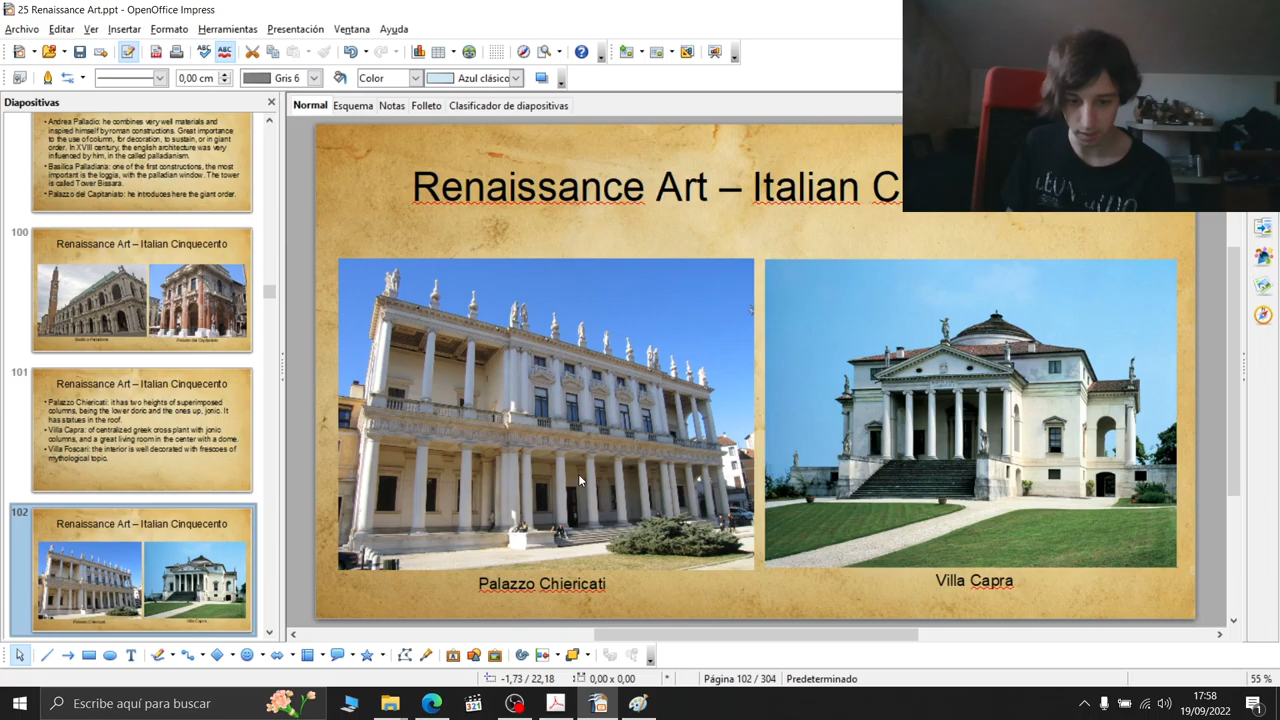 25 Renaissance Art.ppt - OpenOffice Impress
Archivo Editar Ver Insertar Formato Herramientas Presentación Ventana Ayuda
0,00 cm Gris 6 Color Azul clásico
Diapositivas
Normal Esquema Notas Folleto Clasificador de diapositivas
Andrea Palladio: he combines very well materials and
inspired himself by roman constructions. Great importance
to the use of column, for decoration, to sustain, or in giant
order. In XVIII century, the english architecture was very
influenced by him, in the called palladianism.
Basilica Palladiana: one of the first constructions, the most
important is the loggia, with the palladian window. The tower
is called Tower Bissara.
Palazzo del Capitaniato: he introduces here the giant order.
100
Renaissance Art – Italian Cinquecento
101
Renaissance Art – Italian Cinquecento
Palazzo Chiericati: it has two heights of superimposed
columns, being the lower doric and the ones up, jonic. It
has statues in the roof.
Villa Capra: of centralized greek cross plant with jonic
columns, and a great living room in the center with a dome.
Villa Foscari: the interior is well decorated with frescoes of
mythological topic.
102
Renaissance Art – Italian Cinquecento
Palazzo Chiericati
Villa Capra
Renaissance Art – Italian C
Palazzo Chiericati
Villa Capra
-1,73 / 22,18 0,00 x 0,00 * Página 102 / 304 Predeterminado 55 %
Escribe aquí para buscar
321
17:58
19/09/2022
1